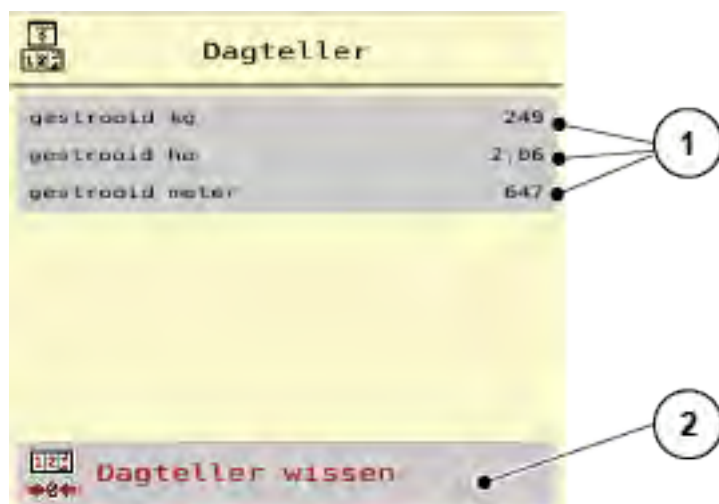 Dagteller
gestrooid kg 249
gestrooid ha 2,06
gestrooid meter 647
1
Dagteller wissen
2